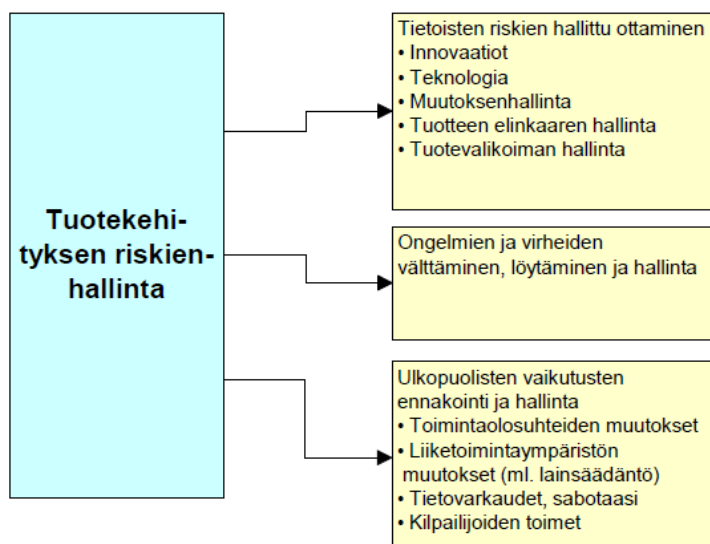 Tuotekehi-
tyksen riskien-
hallinta
Tietoisten riskien hallittu ottaminen
• Innovaatiot
• Teknologia
• Muutoksenhallinta
• Tuotteen elinkaaren hallinta
• Tuotevalikoiman hallinta
Ongelmien ja virheiden
välttäminen, löytäminen ja hallinta
Ulkopuolisten vaikutusten
ennakointi ja hallinta
• Toimintaolosuhteiden muutokset
• Liiketoimintaympäristön
muutokset (ml. lainsäädäntö)
• Tietovarkaudet, sabotaasi
• Kilpailijoiden toimet